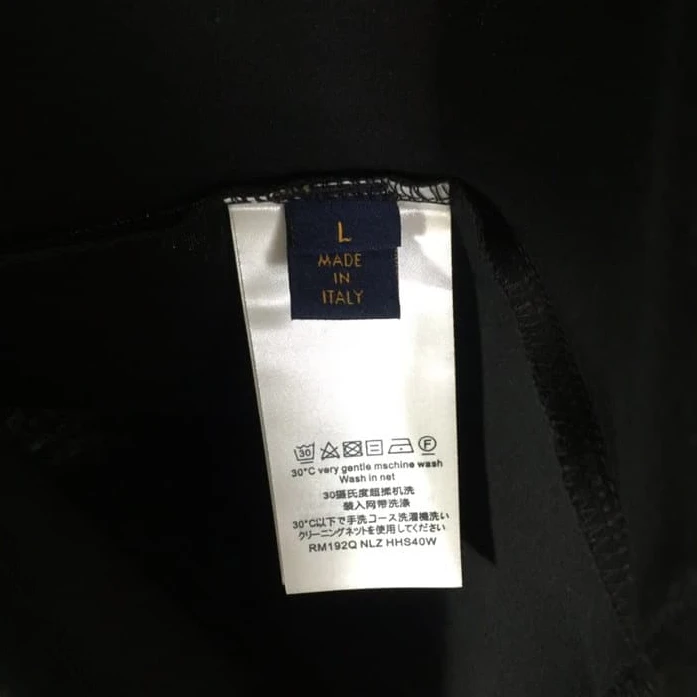 L
MADE
IN
ITALY
30
F
30°C very gentle mschine wash
Wash in net
30摄氏度超揉机洗
装入网带洗涤
30°C以下で手洗コース洗濯機洗い
クリーニングネットを使用してください
RM192Q NLZ HHS40W